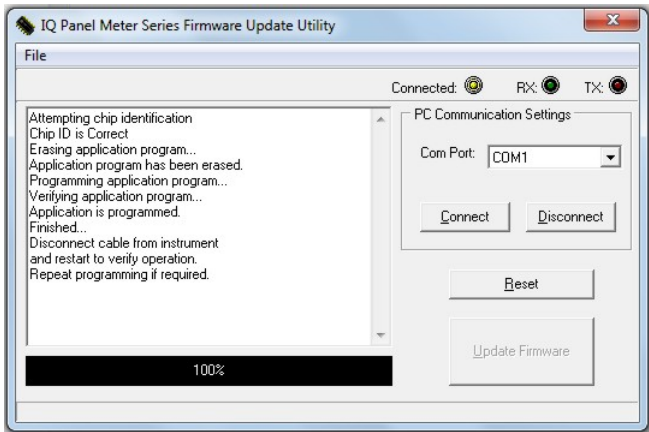 IQ Panel Meter Series Firmware Update Utility
File
Connected: RX: TX:
Attempting chip identification
Chip ID is Correct
Erasing application program...
Application program has been erased.
Programming application program...
Verifying application program...
Application is programmed.
Finished...
Disconnect cable from instrument
and restart to verify operation.
Repeat programming if required.
100%
PC Communication Settings
Com Port: COM1
Connect Disconnect
Reset
Update Firmware